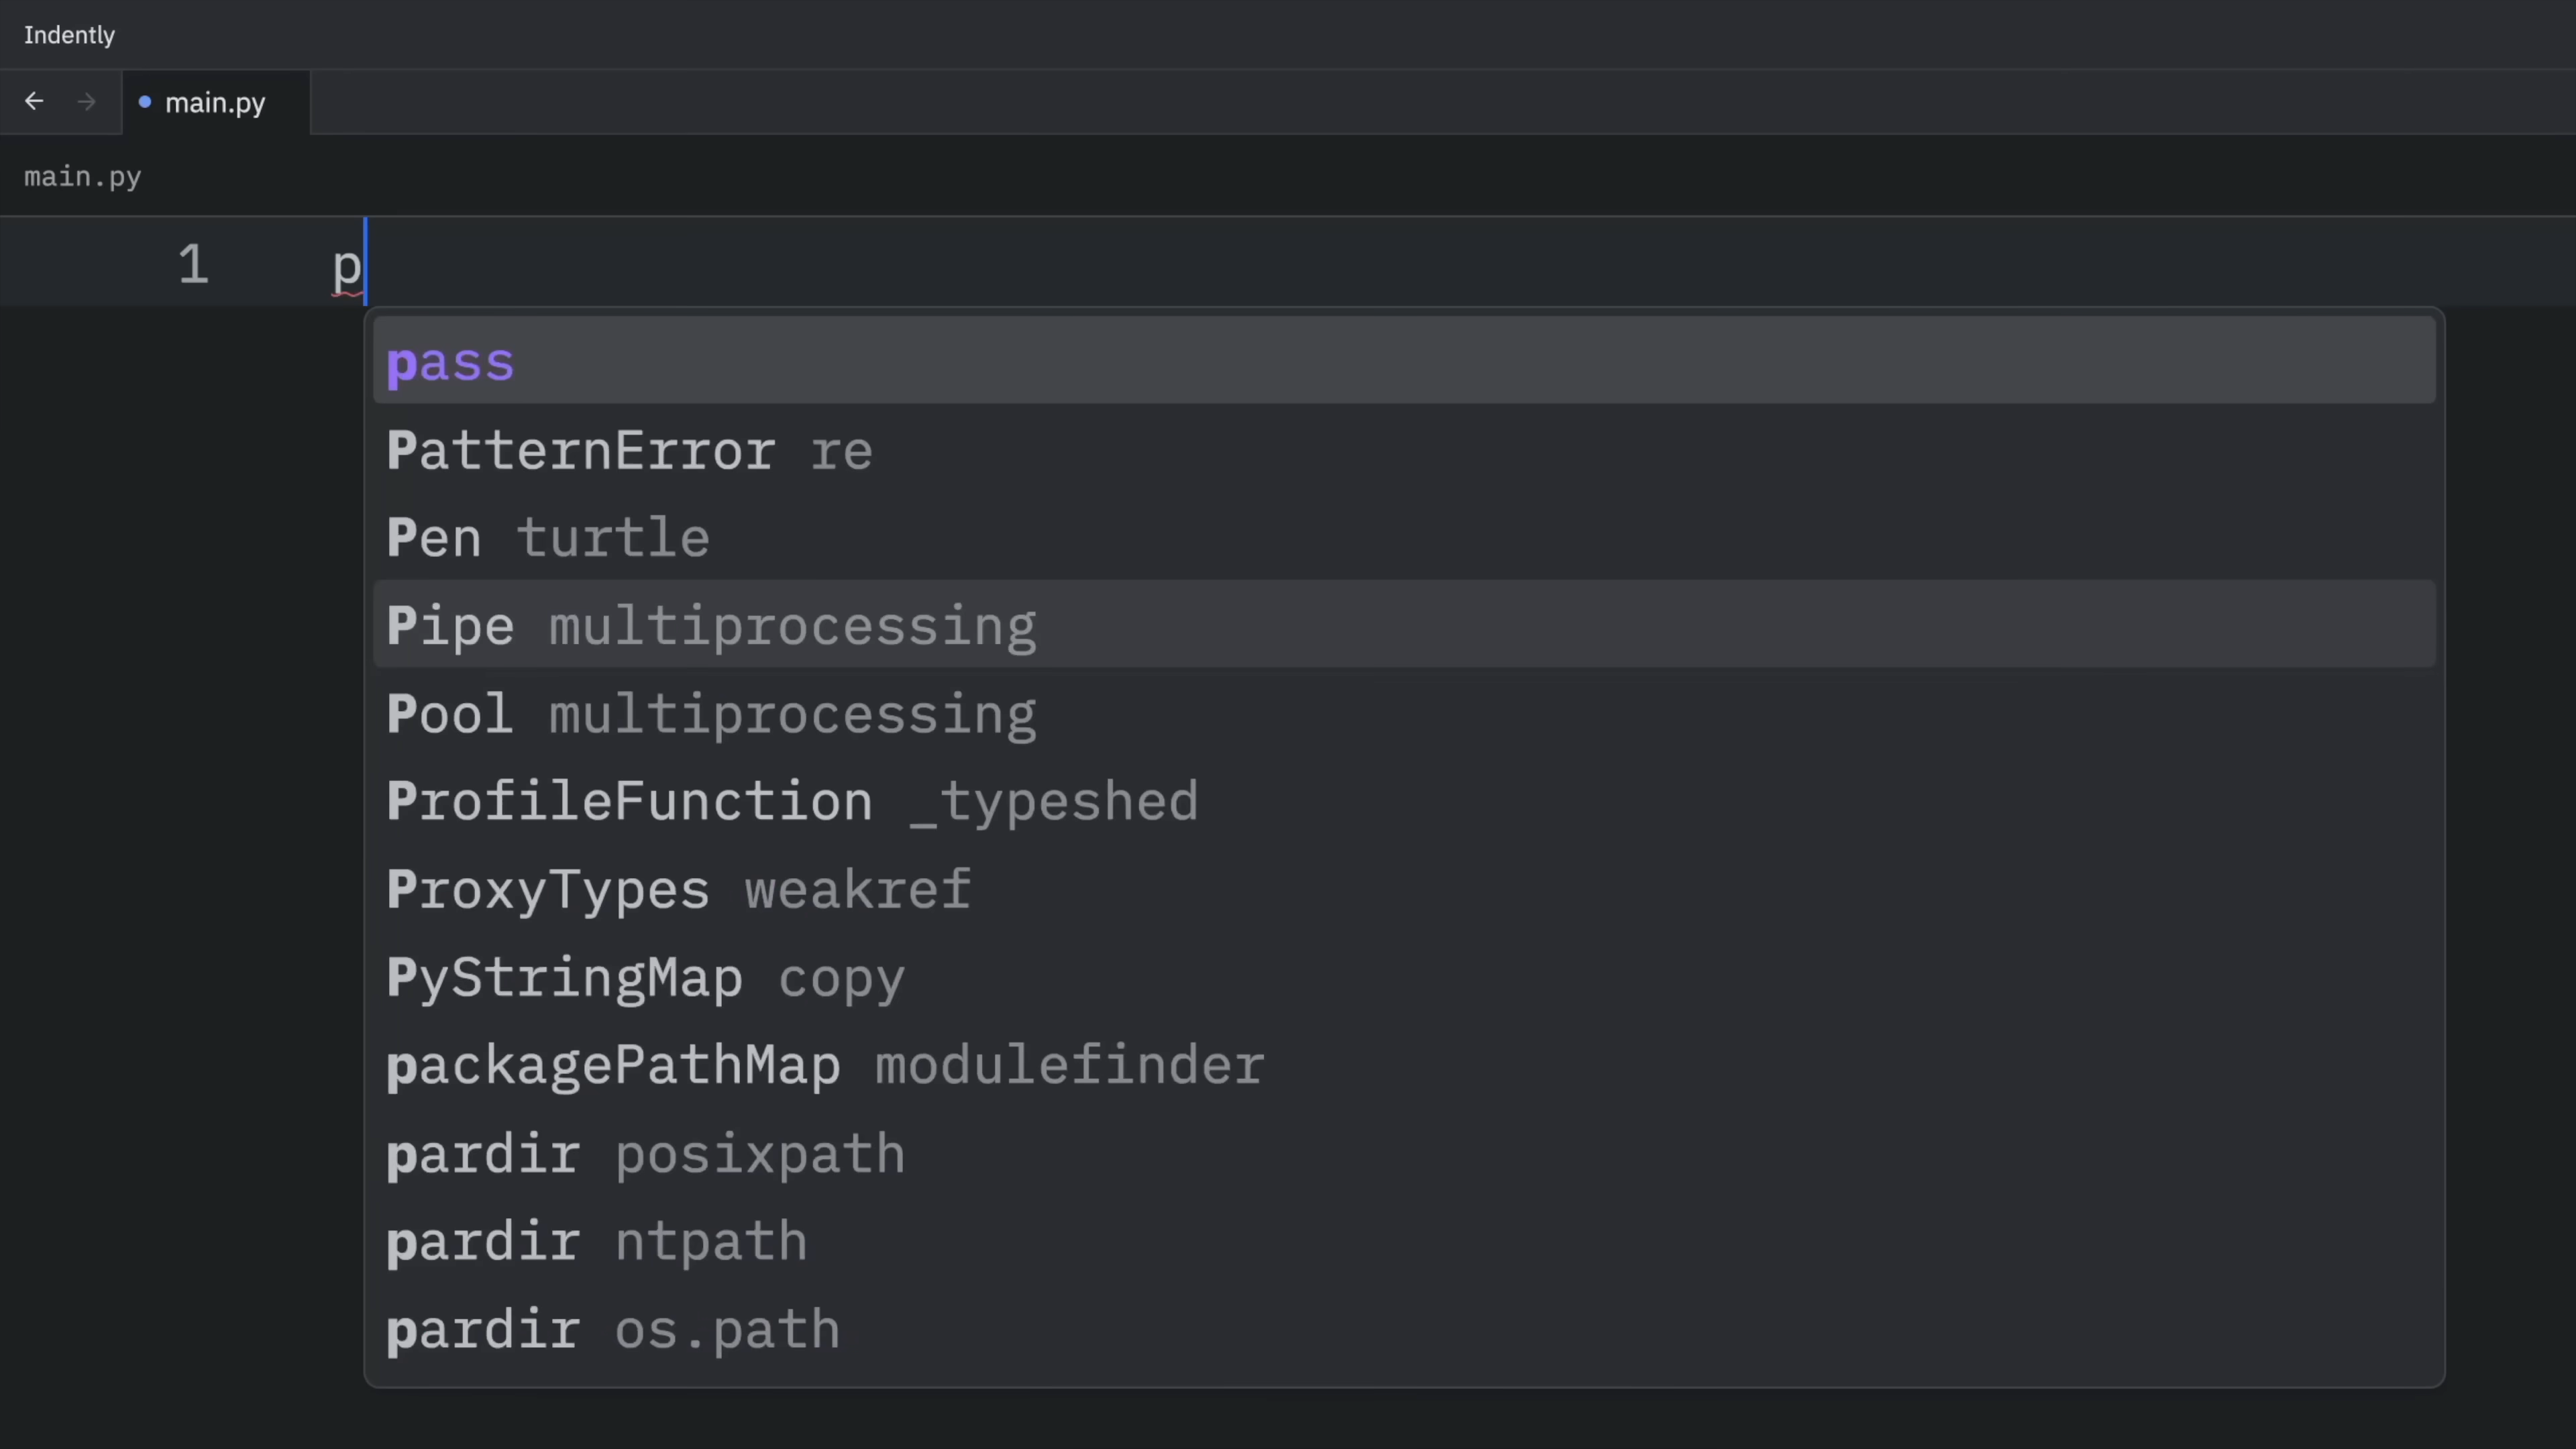 Indently
main.py
main.py
1 p
pass
PatternError re
Pen turtle
Pipe multiprocessing
Pool multiprocessing
ProfileFunction _typeshed
ProxyTypes weakref
PyStringMap copy
packagePathMap modulefinder
pardir posixpath
pardir ntpath
pardir os.path